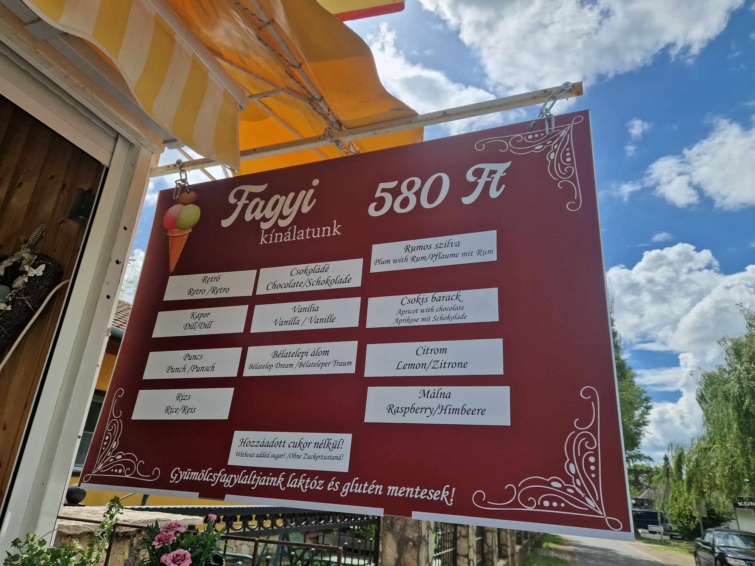 Fagyi 580 Ft
kínálatunk
Rumos szilva
Plum with Rum/Pflaume mit Rum
Retró
Retro /Retro
Csokoládé
Chocolate/Schokolade
Csokis barack
Apricot with chocolate
Aprikose mit Schokolade
Kapor
Dill/Dill
Vanília
Vanilla / Vanille
Citrom
Lemon/Zitrone
Puncs
Punch /Punsch
Bélatelepi álom
Bélatelep Dream /Bélateleper Traum
Málna
Raspberry/Himbeere
Rizs
Rice/Reis
Hozzáadott cukor nélkül!
Without added sugar! /Ohne Zuckerzustand!
Gyümölcsfagylaltjaink laktóz és glutén mentesek!